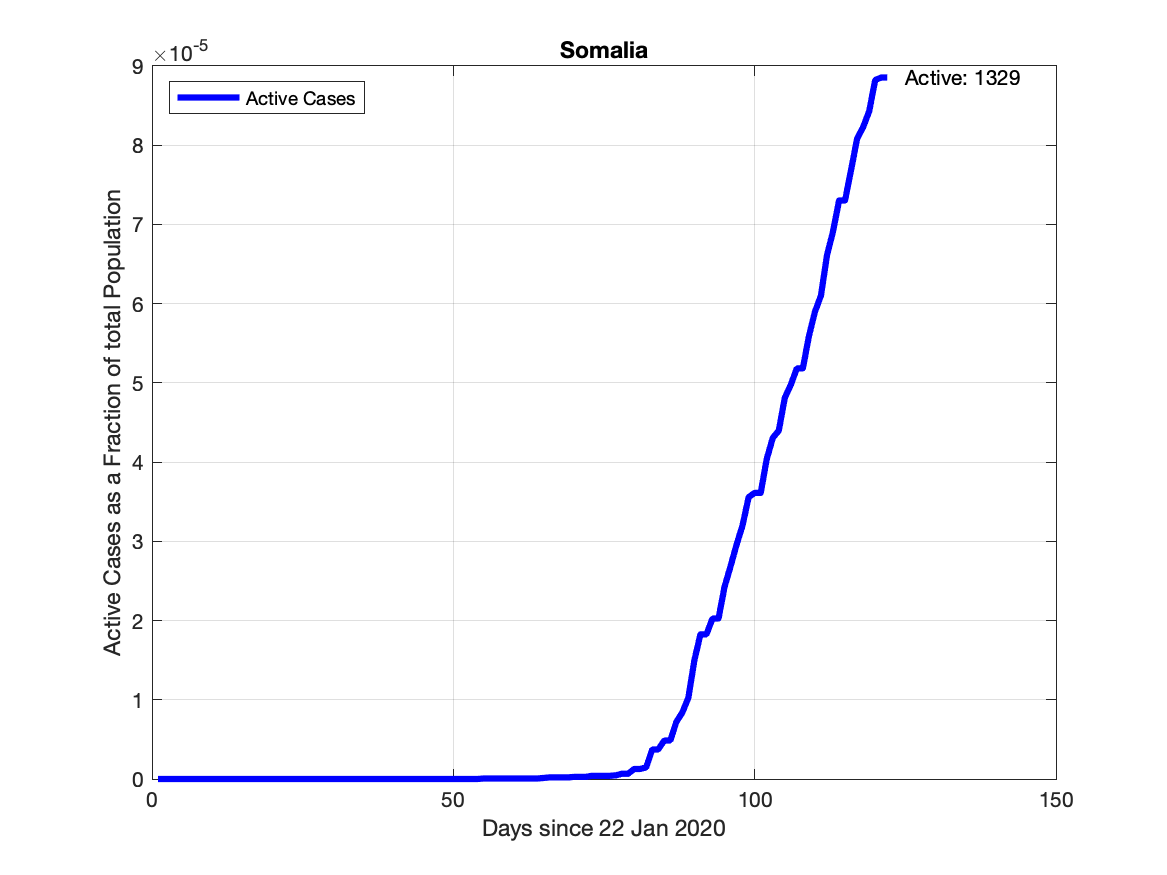 Somalia
×10-5
Active Cases
Active: 1329
9
8
7
6
5
4
3
2
1
0
Active Cases as a Fraction of total Population
0 50 100 150
Days since 22 Jan 2020